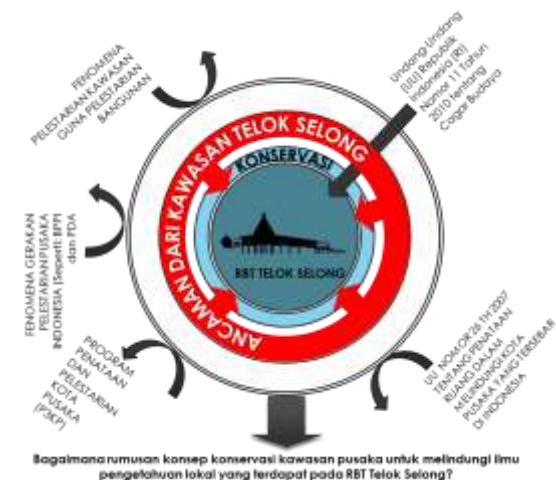 FENOMENA
PELESTARIAN KAWASAN
GUNA PELESTARIAN
BANGUNAN
Undang-Undang
(UU) Republik
Indonesia (RI)
Nomor 11 Tahun
2010 tentang
Cagar Budaya
ANCAMAN DARI KAWASAN TELOK SELONG
KONSERVASI
RBT TELOK SELONG
FENOMENA GERAKAN
PELESTARIAN PUSAKA
INDONESIA (Seperti: BPPI
dan PDA
PROGRAM
PENATAAN
DAN
PELESTARIAN
KOTA
PUSAKA
(P3KP)
UU NOMOR 26 TH 2007
TENTANG PENATAAN
RUANG DALAM
MELINDUNGI KOTA
PUSAKA YANG TERSEBAR
DI INDONESIA
Bagaimana rumusan konsep konservasi kawasan pusaka untuk melindungi ilmu
pengetahuan lokal yang terdapat pada RBT Telok Selong?